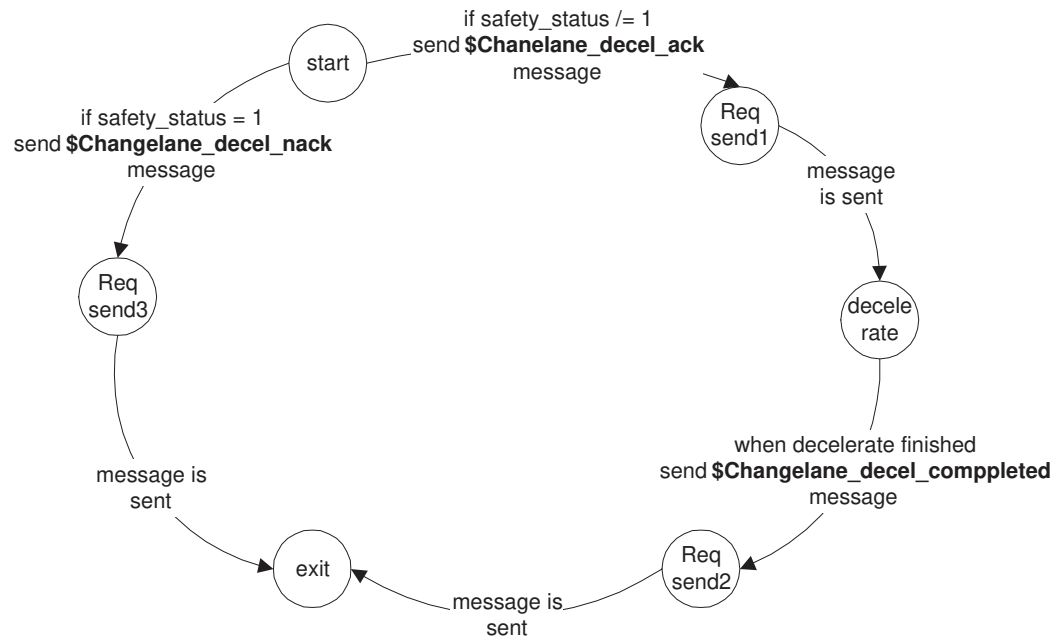 if safety_status /= 1
send $Chanelane_decel_ack
message
start
if safety_status = 1
send $Changelane_decel_nack
message
Req
send1
message
is sent
Req
send3
decele
rate
when decelerate finished
send $Changelane_decel_comppleted
message
message is
sent
exit
Req
send2
message is
sent